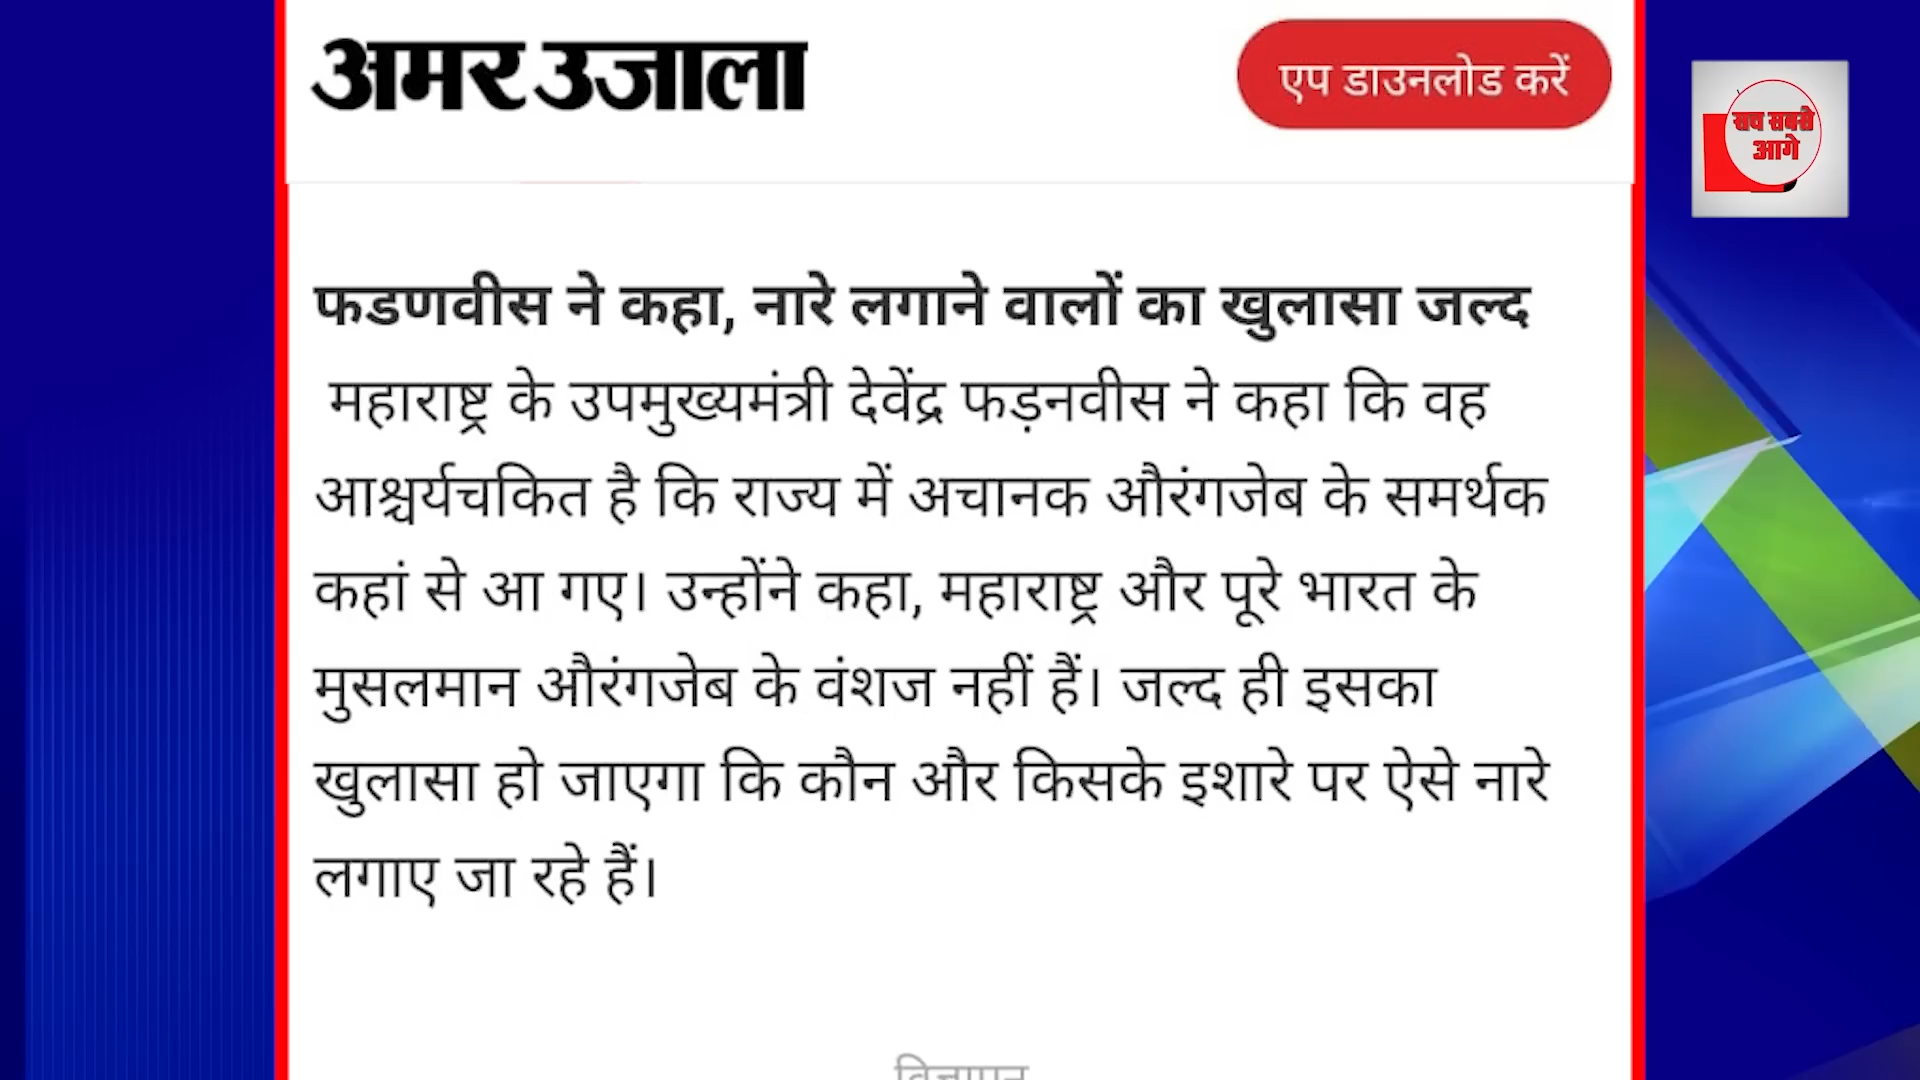 अमर उजाला
एप डाउनलोड करें
सच सबसे
आगे
फडणवीस ने कहा, नारे लगाने वालों का खुलासा जल्द
महाराष्ट्र के उपमुख्यमंत्री देवेंद्र फड़नवीस ने कहा कि वह
आश्चर्यचकित है कि राज्य में अचानक औरंगजेब के समर्थक
कहां से आ गए। उन्होंने कहा, महाराष्ट्र और पूरे भारत के
मुसलमान औरंगजेब के वंशज नहीं हैं। जल्द ही इसका
खुलासा हो जाएगा कि कौन और किसके इशारे पर ऐसे नारे
लगाए जा रहे हैं।
विज्ञापन